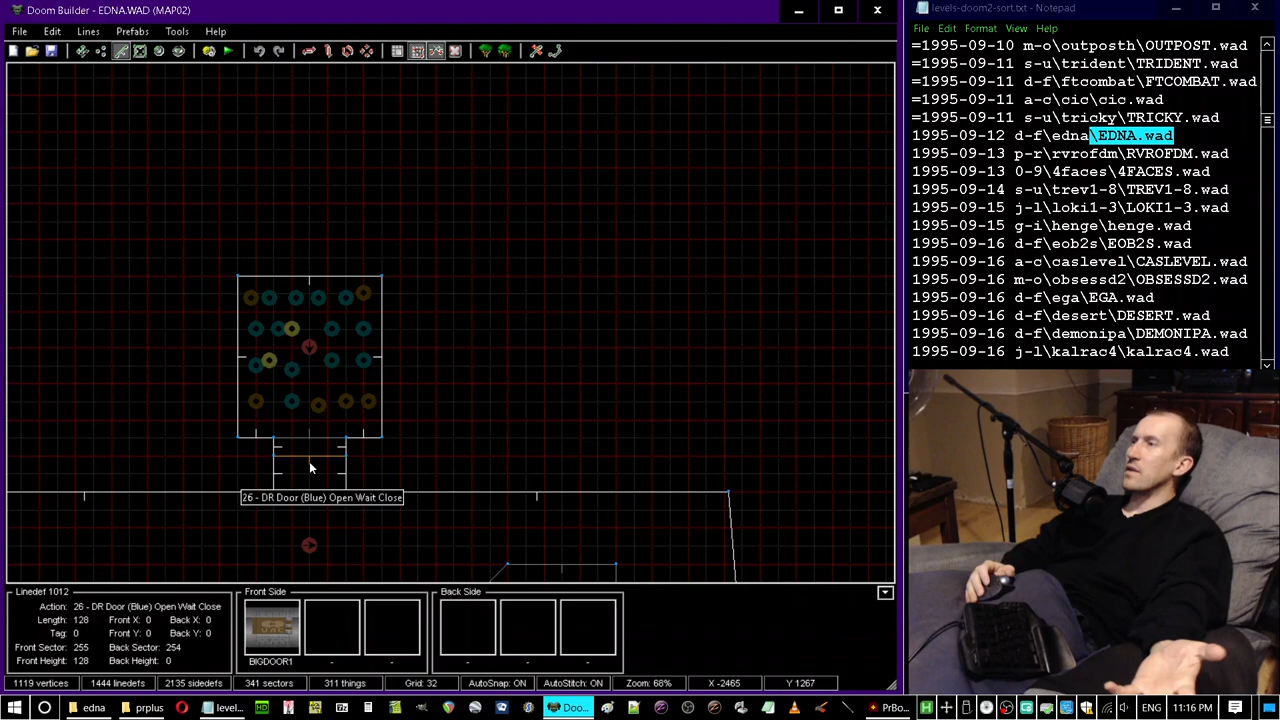 Doom Builder - EDNA.WAD (MAP02)
File Edit Lines Prefabs Tools Help
26 - DR Door (Blue) Open Wait Close
Linedef 1012
Action: 26 - DR Door (Blue) Open Wait Close
Length: 128 Front X: 0 Back X: 0
Tag: 0 Front Y: 0 Back Y: 0
Front Sector: 255 Back Sector: 254
Front Height: 128 Back Height: 0
Front Side
BIGDOOR1 - -
Back Side
- - -
1119 vertices 1444 linedefs 2135 sidedefs 341 sectors 311 things Grid: 32 AutoSnap: ON AutoStitch: ON Zoom: 68% X -2465 Y 1267
levels-doom2-sort.txt - Notepad
File Edit Format View Help
=1995-09-10 m-o\outposth\OUTPOST.wad
=1995-09-11 s-u\trident\TRIDENT.wad
=1995-09-11 d-f\ftcombat\FTCOMBAT.wad
=1995-09-11 a-c\cic\cic.wad
=1995-09-11 s-u\tricky\TRICKY.wad
1995-09-12 d-f\edna\EDNA.wad
1995-09-13 p-r\rvrofdm\RVROFDM.wad
1995-09-13 0-9\4faces\4FACES.wad
1995-09-14 s-u\trev1-8\TREV1-8.wad
1995-09-15 j-l\loki1-3\LOKI1-3.wad
1995-09-15 g-i\henge\henge.wad
1995-09-16 d-f\eob2s\EOB2S.wad
1995-09-16 a-c\caslevel\CASLEVEL.wad
1995-09-16 m-o\obsessd2\OBSESSD2.wad
1995-09-16 d-f\ega\EGA.wad
1995-09-16 d-f\desert\DESERT.wad
1995-09-16 d-f\demonipa\DEMONIPA.wad
1995-09-16 j-l\kalrac4\kalrac4.wad
edna prplus level... Doo... PrBo... ENG 11:16 PM